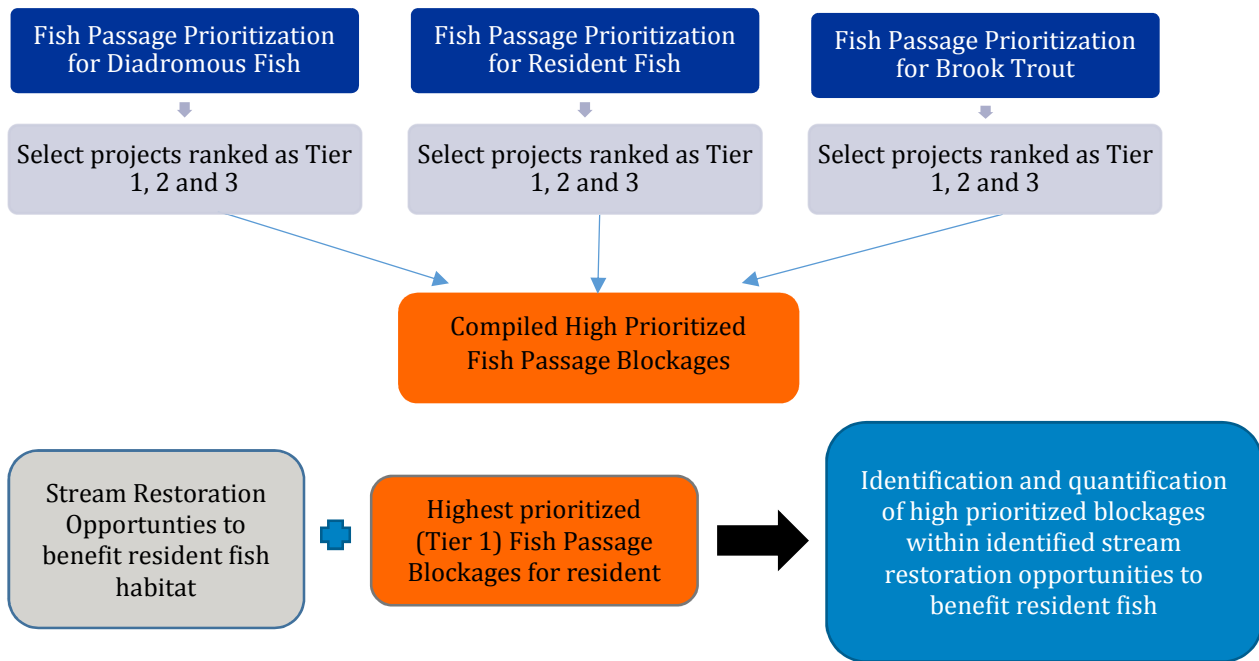 Fish Passage Prioritization
for Diadromous Fish
Fish Passage Prioritization
for Resident Fish
Fish Passage Prioritization
for Brook Trout
Select projects ranked as Tier
1, 2 and 3
Select projects ranked as Tier
1, 2 and 3
Select projects ranked as Tier
1, 2 and 3
Compiled High Prioritized
Fish Passage Blockages
Stream Restoration
Opportunties to
benefit resident fish
habitat
Highest prioritized
(Tier 1) Fish Passage
Blockages for resident
Identification and quantification
of high prioritized blockages
within identified stream
restoration opportunities to
benefit resident fish